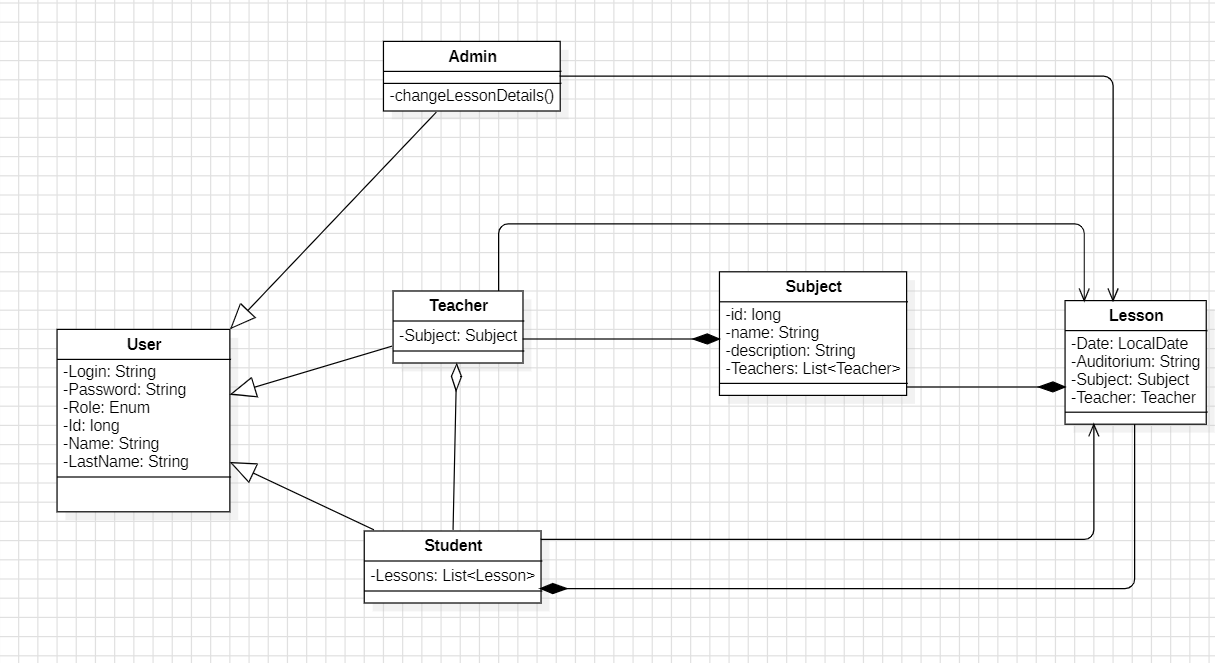 Admin
-changeLessonDetails()
Teacher
-Subject: Subject
Subject
-id: long
-name: String
-description: String
-Teachers: List<Teacher>
Lesson
-Date: LocalDate
-Auditorium: String
-Subject: Subject
-Teacher: Teacher
User
-Login: String
-Password: String
-Role: Enum
-Id: long
-Name: String
-LastName: String
Student
-Lessons: List<Lesson>